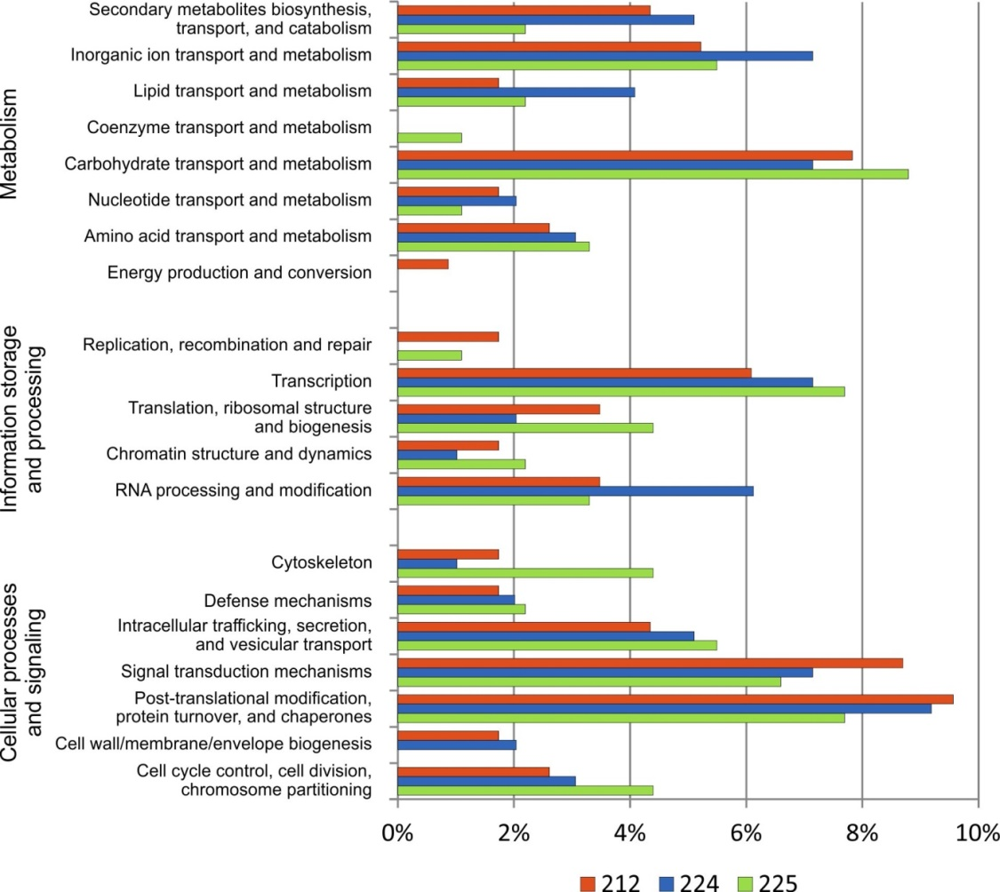 Metabolism
Secondary metabolites biosynthesis,
transport, and catabolism
Inorganic ion transport and metabolism
Lipid transport and metabolism
Coenzyme transport and metabolism
Carbohydrate transport and metabolism
Nucleotide transport and metabolism
Amino acid transport and metabolism
Energy production and conversion
Information storage
and processing
Replication, recombination and repair
Transcription
Translation, ribosomal structure
and biogenesis
Chromatin structure and dynamics
RNA processing and modification
Cellular processes
and signaling
Cytoskeleton
Defense mechanisms
Intracellular trafficking, secretion,
and vesicular transport
Signal transduction mechanisms
Post-translational modification,
protein turnover, and chaperones
Cell wall/membrane/envelope biogenesis
Cell cycle control, cell division,
chromosome partitioning
0% 2% 4% 6% 8% 10%
212 224 225